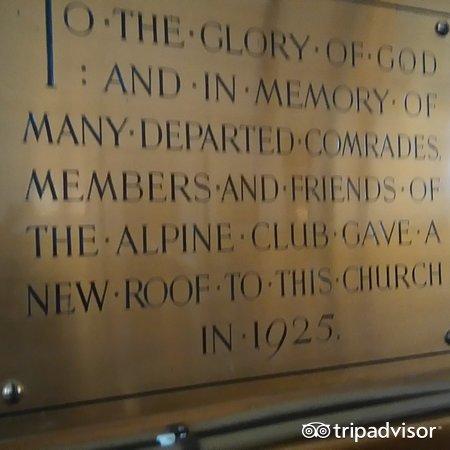 TO·THE·GLORY·OF·GOD
:AND·IN·MEMORY·OF
MANY·DEPARTED·COMRADES,
MEMBERS·AND·FRIENDS·OF
THE·ALPINE·CLUB·GAVE·A
NEW·ROOF·TO·THIS·CHURCH
IN·1925.
tripadvisor